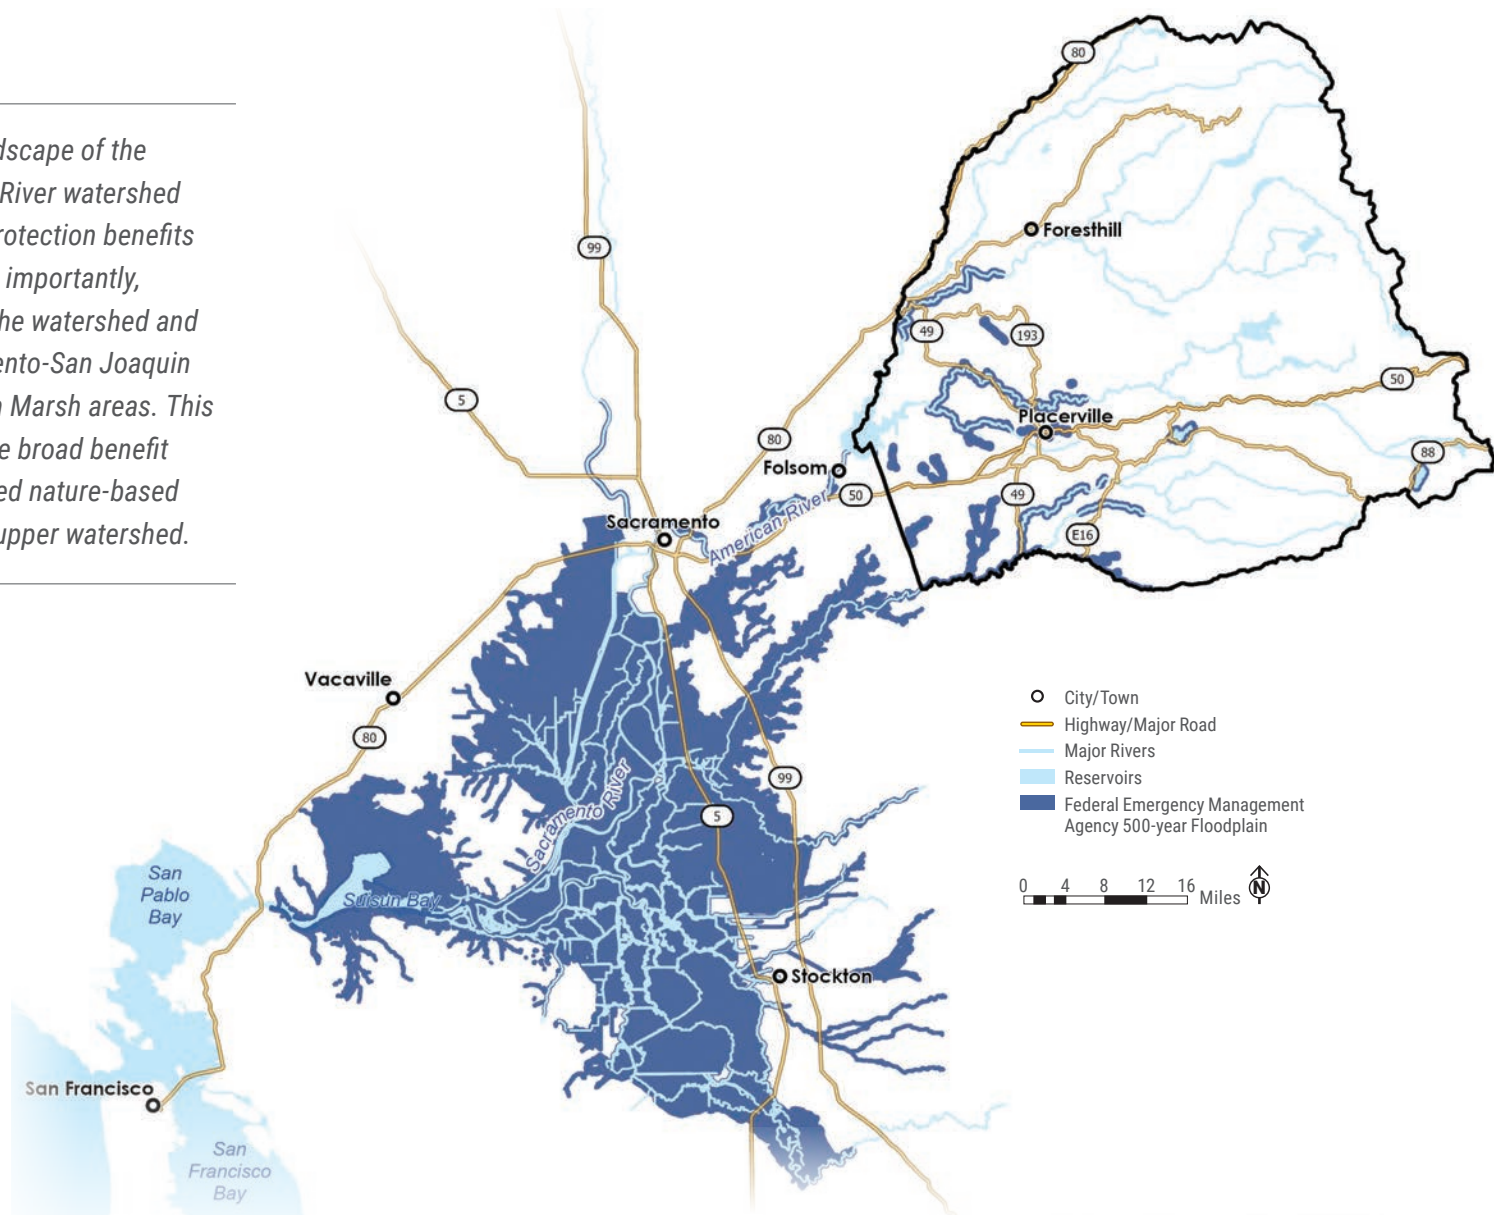 dscape of the
River watershed
rotection benefits
importantly,
he watershed and
ento-San Joaquin
Marsh areas. This
e broad benefit
ed nature-based
upper watershed.
80
Foresthill
99
49
193
50
5
Placerville
80
Folsom
88
50
49
Sacramento
American River
E16
Vacaville
City/Town
Highway/Major Road
80
Major Rivers
99
Reservoirs
Sacramento River
5
Federal Emergency Management
Agency 500-year Floodplain
San
Pablo
Bay
Suisun Bay
0 4 8 12 16
Miles
N
Stockton
San Francisco
San
Francisco
Bay